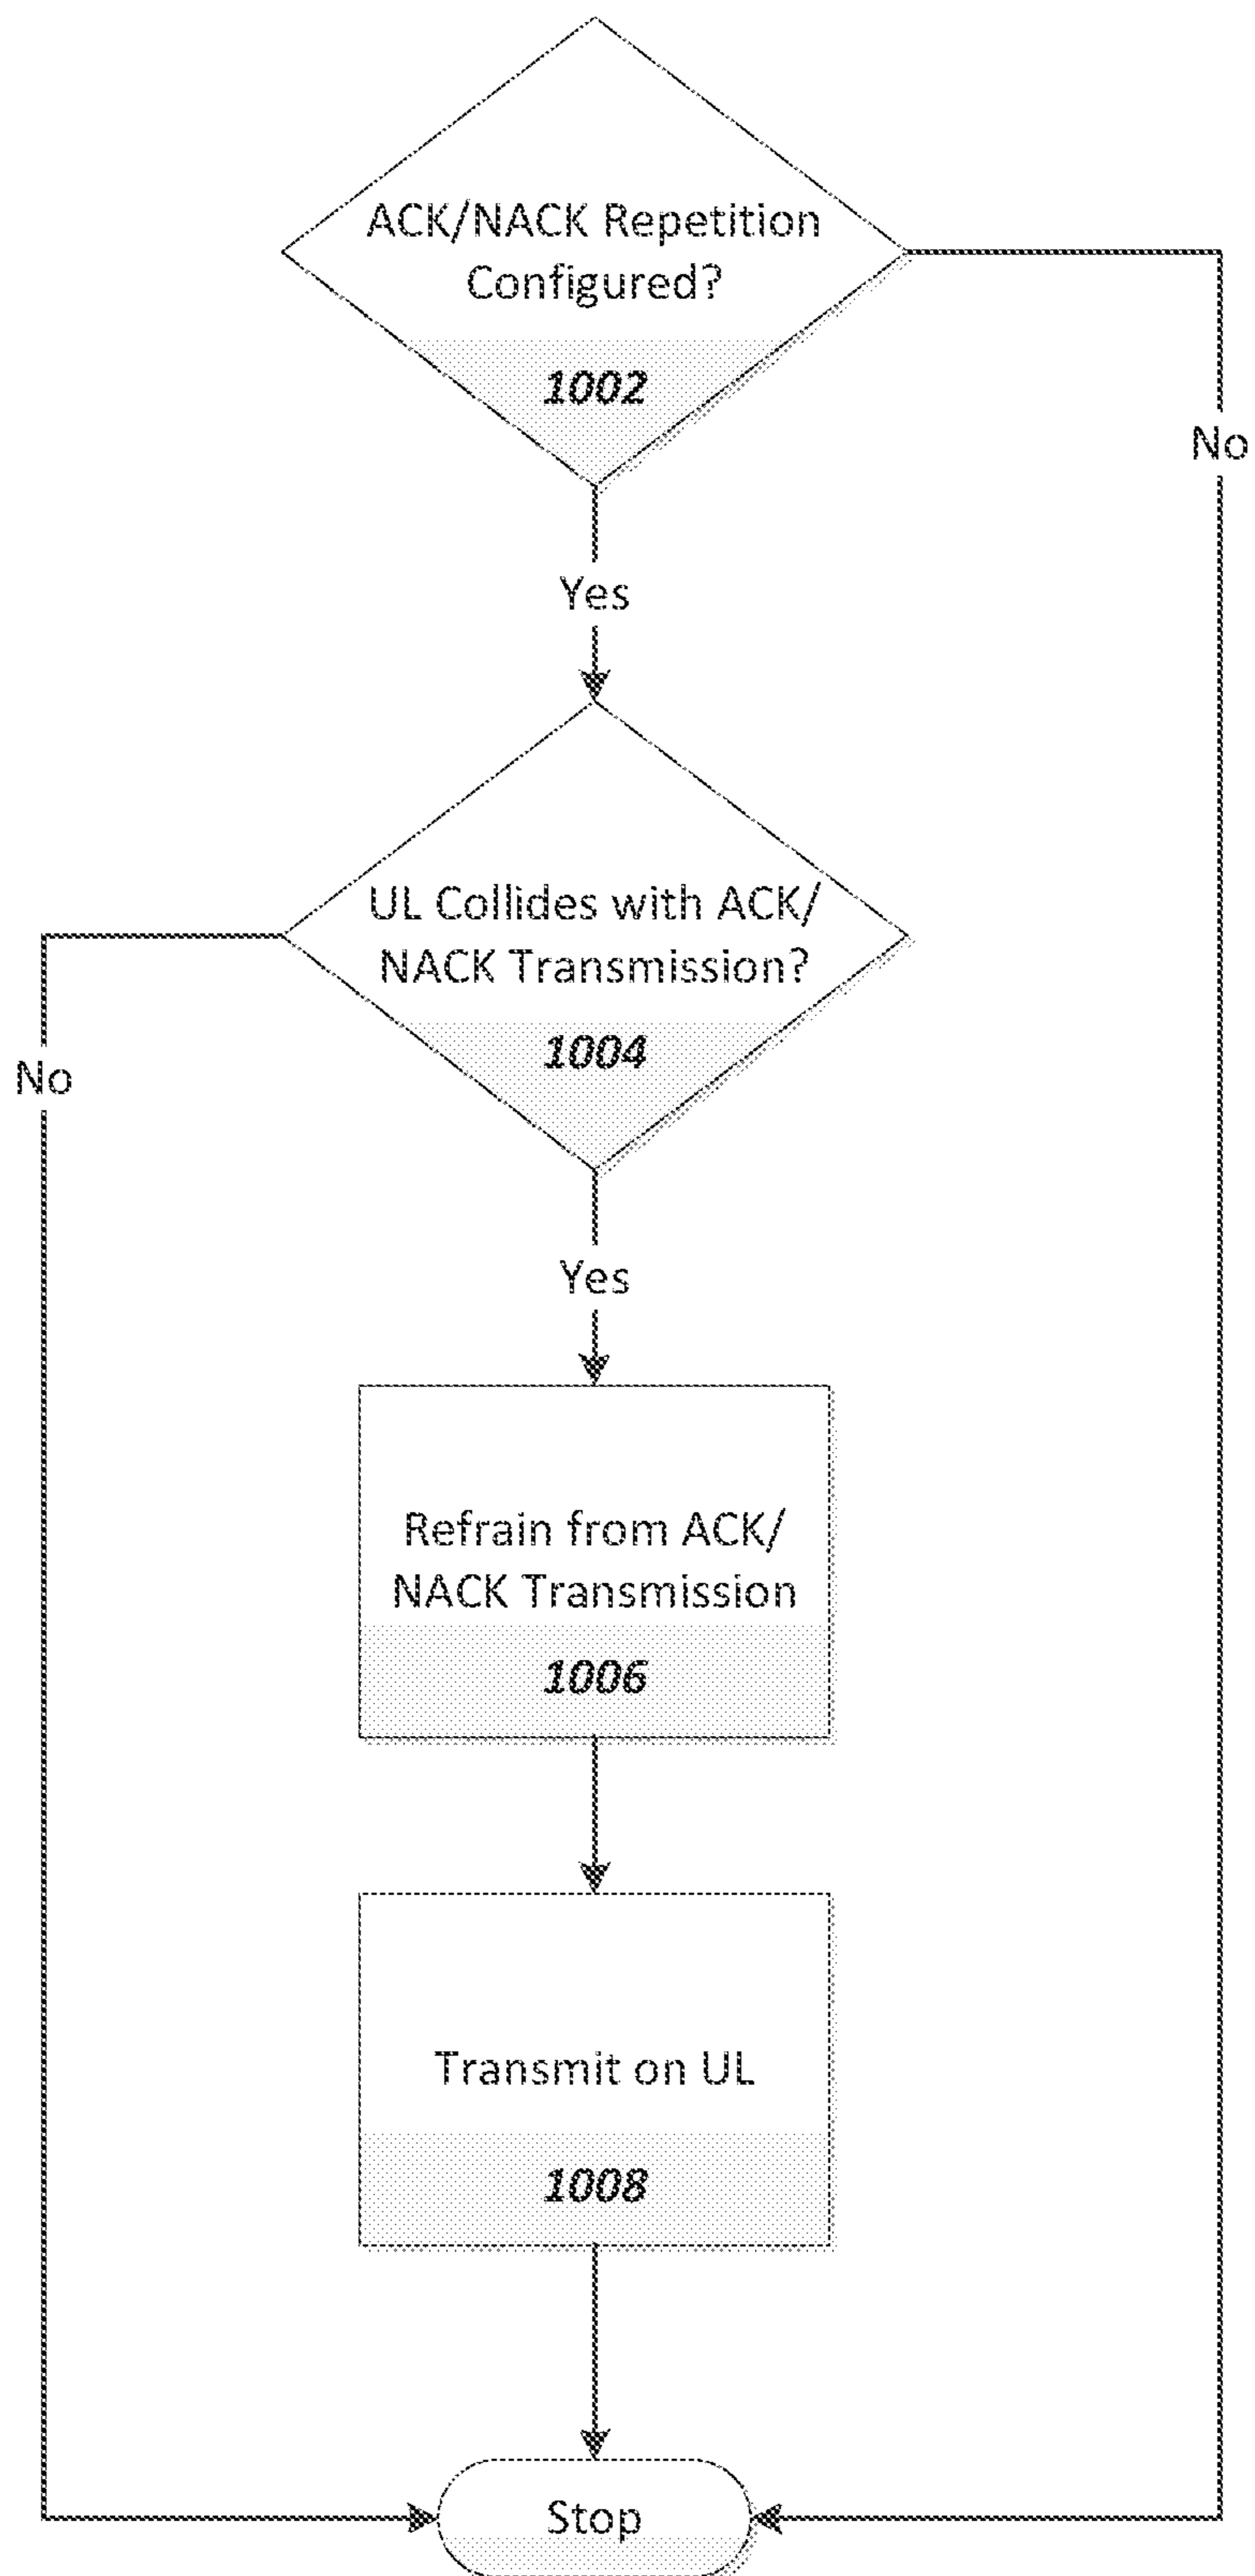 ACK/NACK Repetition
Configured?
1002
No
Yes
UL Collides with ACK/
NACK Transmission?
1004
No
Yes
Refrain from ACK/
NACK Transmission
1006
Transmit on UL
1008
Stop